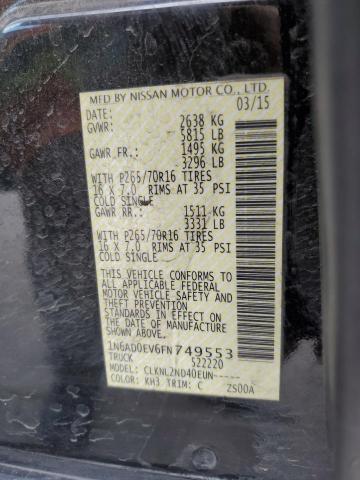 MFD BY NISSAN MOTOR CO., LTD.
DATE: 03/15
GVWR: 2638 KG
5815 LB
GAWR FR.: 1495 KG
3296 LB
WITH P265/70R16 TIRES
16 X 7.0 RIMS AT 35 PSI
COLD SINGLE
GAWR RR.: 1511 KG
3331 LB
WITH P265/70R16 TIRES
16 X 7.0 RIMS AT 35 PSI
COLD SINGLE
THIS VEHICLE CONFORMS TO
ALL APPLICABLE FEDERAL
MOTOR VEHICLE SAFETY,
STANDARDS IN EFFECT ON
THE DATE OF MANUFACTURE
SHOWN ABOVE.
1N6AD0EV6FN749553
TRUCK 522220
MODEL: CLKNL2ND40EUN-----
COLOR: KH3 TRIM: C ZS00A